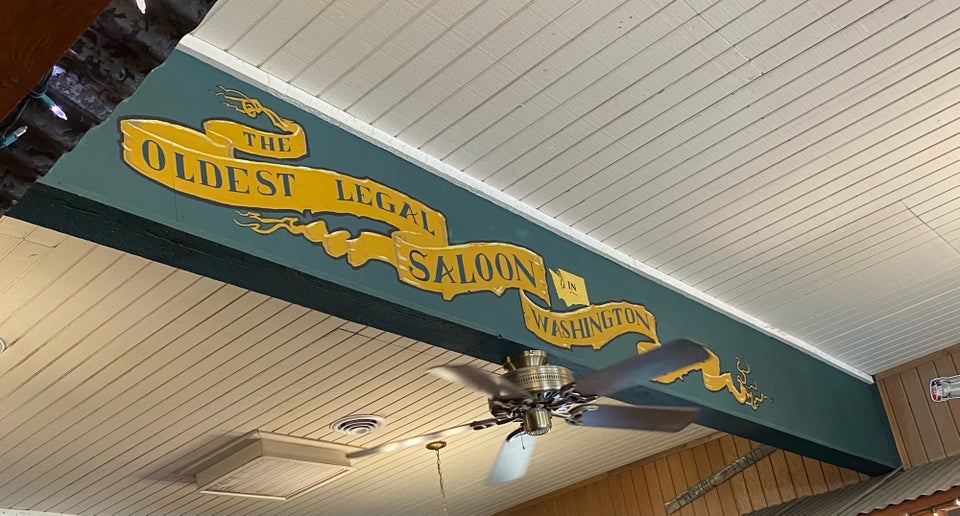 THE
OLDEST LEGAL
SALOON
IN
WASHINGTON